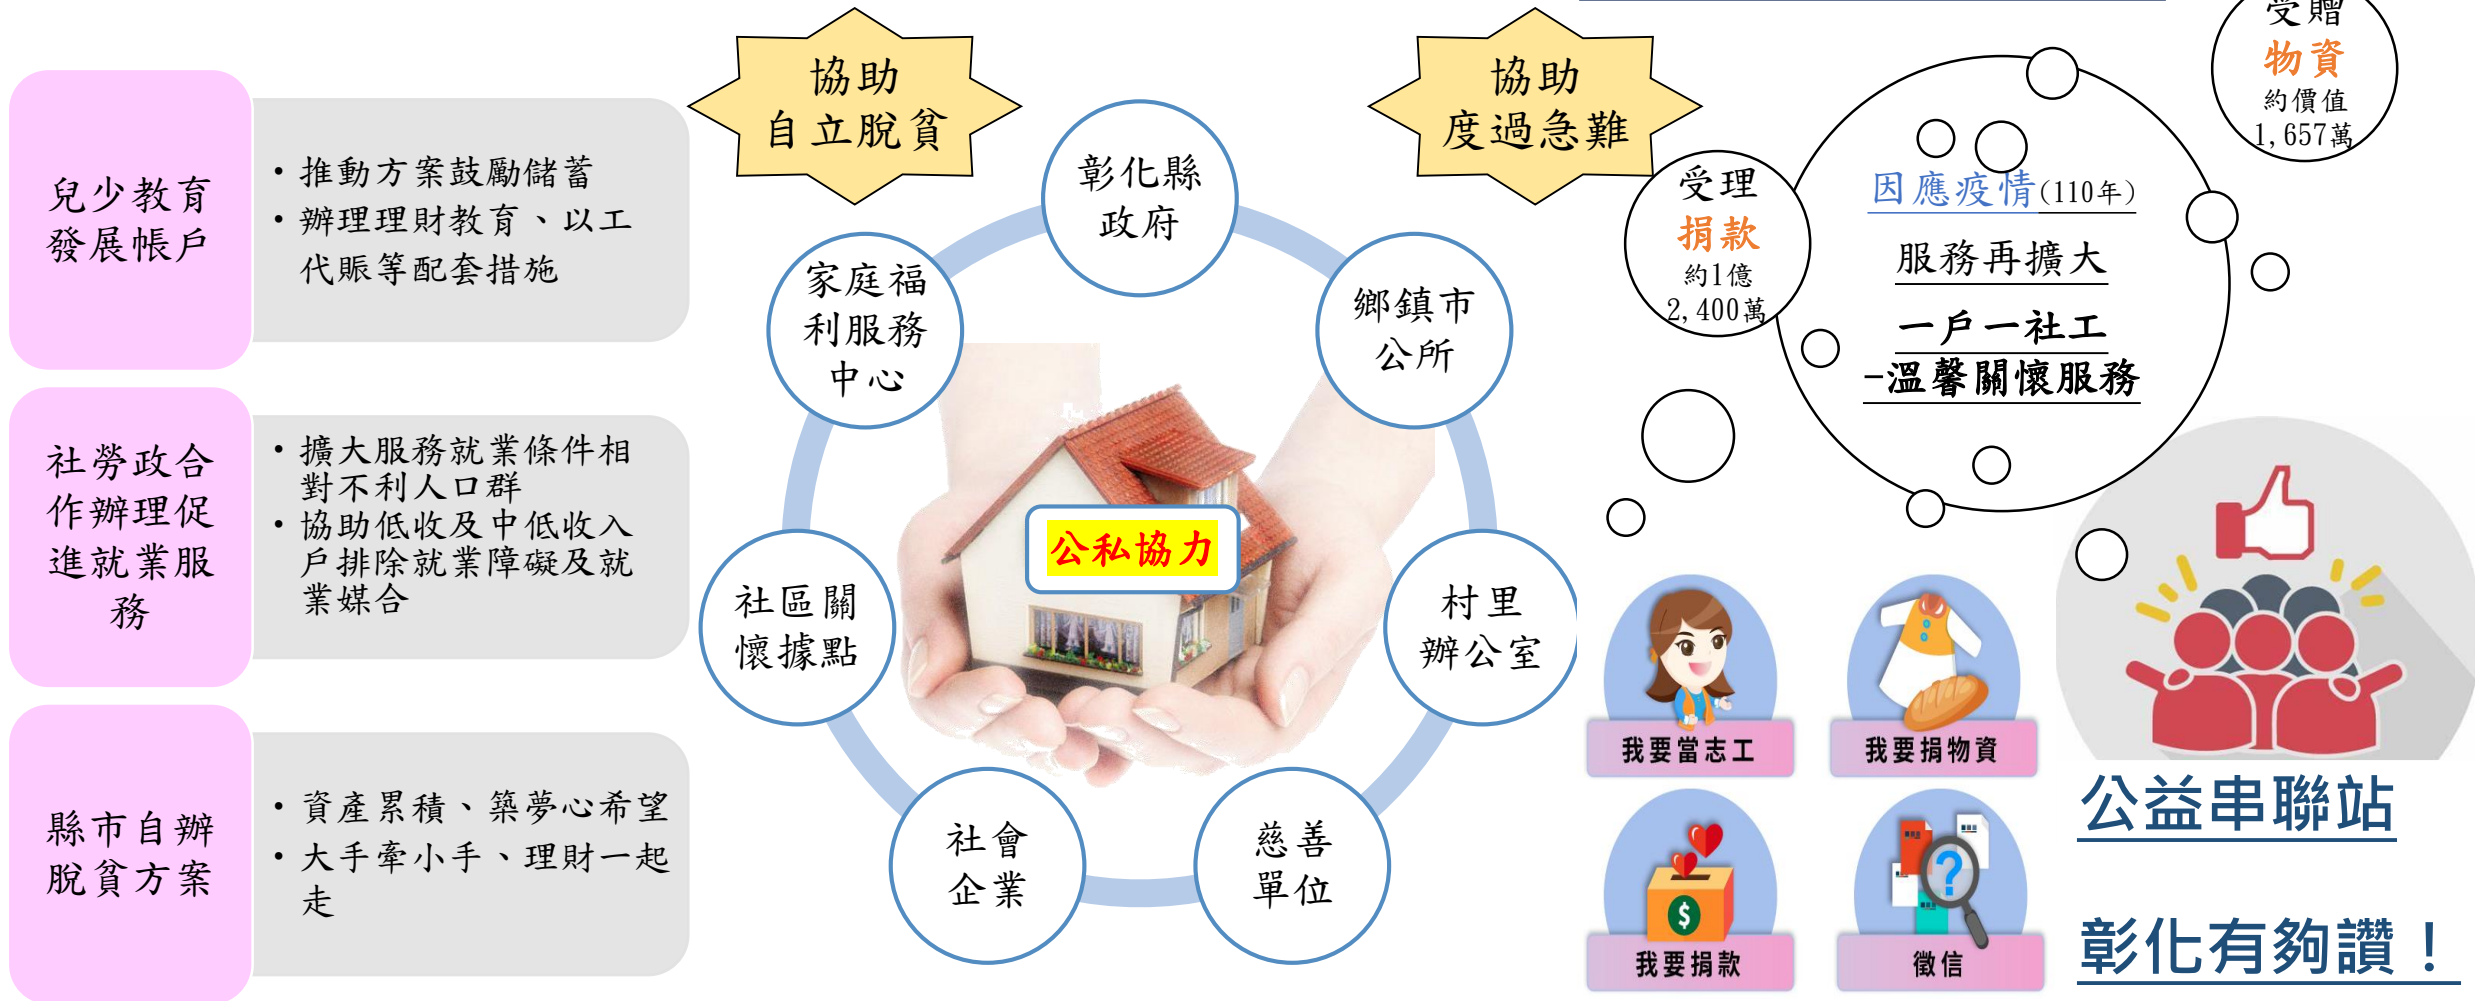 兒少教育
發展帳戶
• 推動方案鼓勵儲蓄
• 辦理理財教育、以工
代賑等配套措施
社勞政合
作辦理促
進就業服
務
• 擴大服務就業條件相
對不利人口群
• 協助低收及中低收入
戶排除就業障礙及就
業媒合
縣市自辦
脫貧方案
• 資產累積、築夢心希望
• 大手牽小手、理財一起
走
協助
自立脫貧
協助
度過急難
彰化縣
政府
鄉鎮市
公所
村里
辦公室
慈善
單位
社會
企業
社區關
懷據點
家庭福
利服務
中心
公私協力
受理
捐款
約1億
2,400萬
受贈
物資
約價值
1,657萬
因應疫情(110年)
服務再擴大
一戶一社工
-溫馨關懷服務
我要當志工
我要捐物資
我要捐款
徵信
公益串聯站
彰化有夠讚！